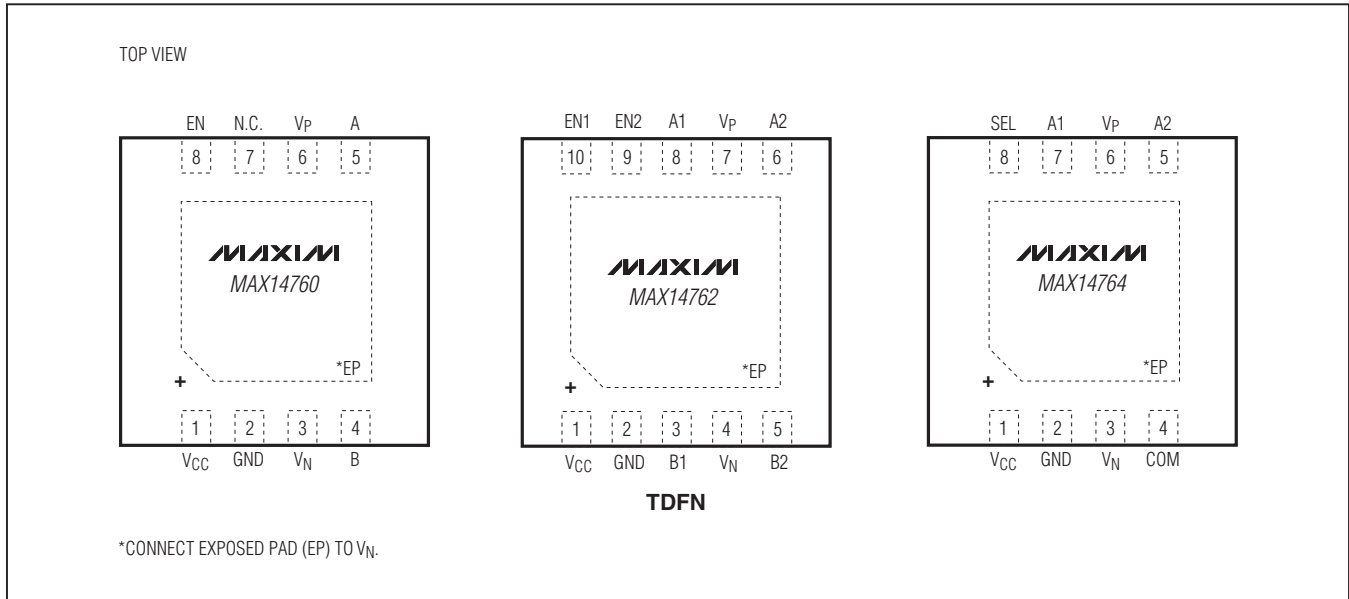 TOP VIEW
EN N.C. VP A
8 7 6 5
MAXIM
MAX14760
*EP
+
1 2 3 4
VCC GND VN B
EN1 EN2 A1 VP A2
10 9 8 7 6
MAXIM
MAX14762
*EP
+
1 2 3 4 5
VCC GND B1 VN B2
SEL A1 VP A2
8 7 6 5
MAXIM
MAX14764
*EP
+
1 2 3 4
VCC GND VN COM
TDFN
*CONNECT EXPOSED PAD (EP) TO VN.